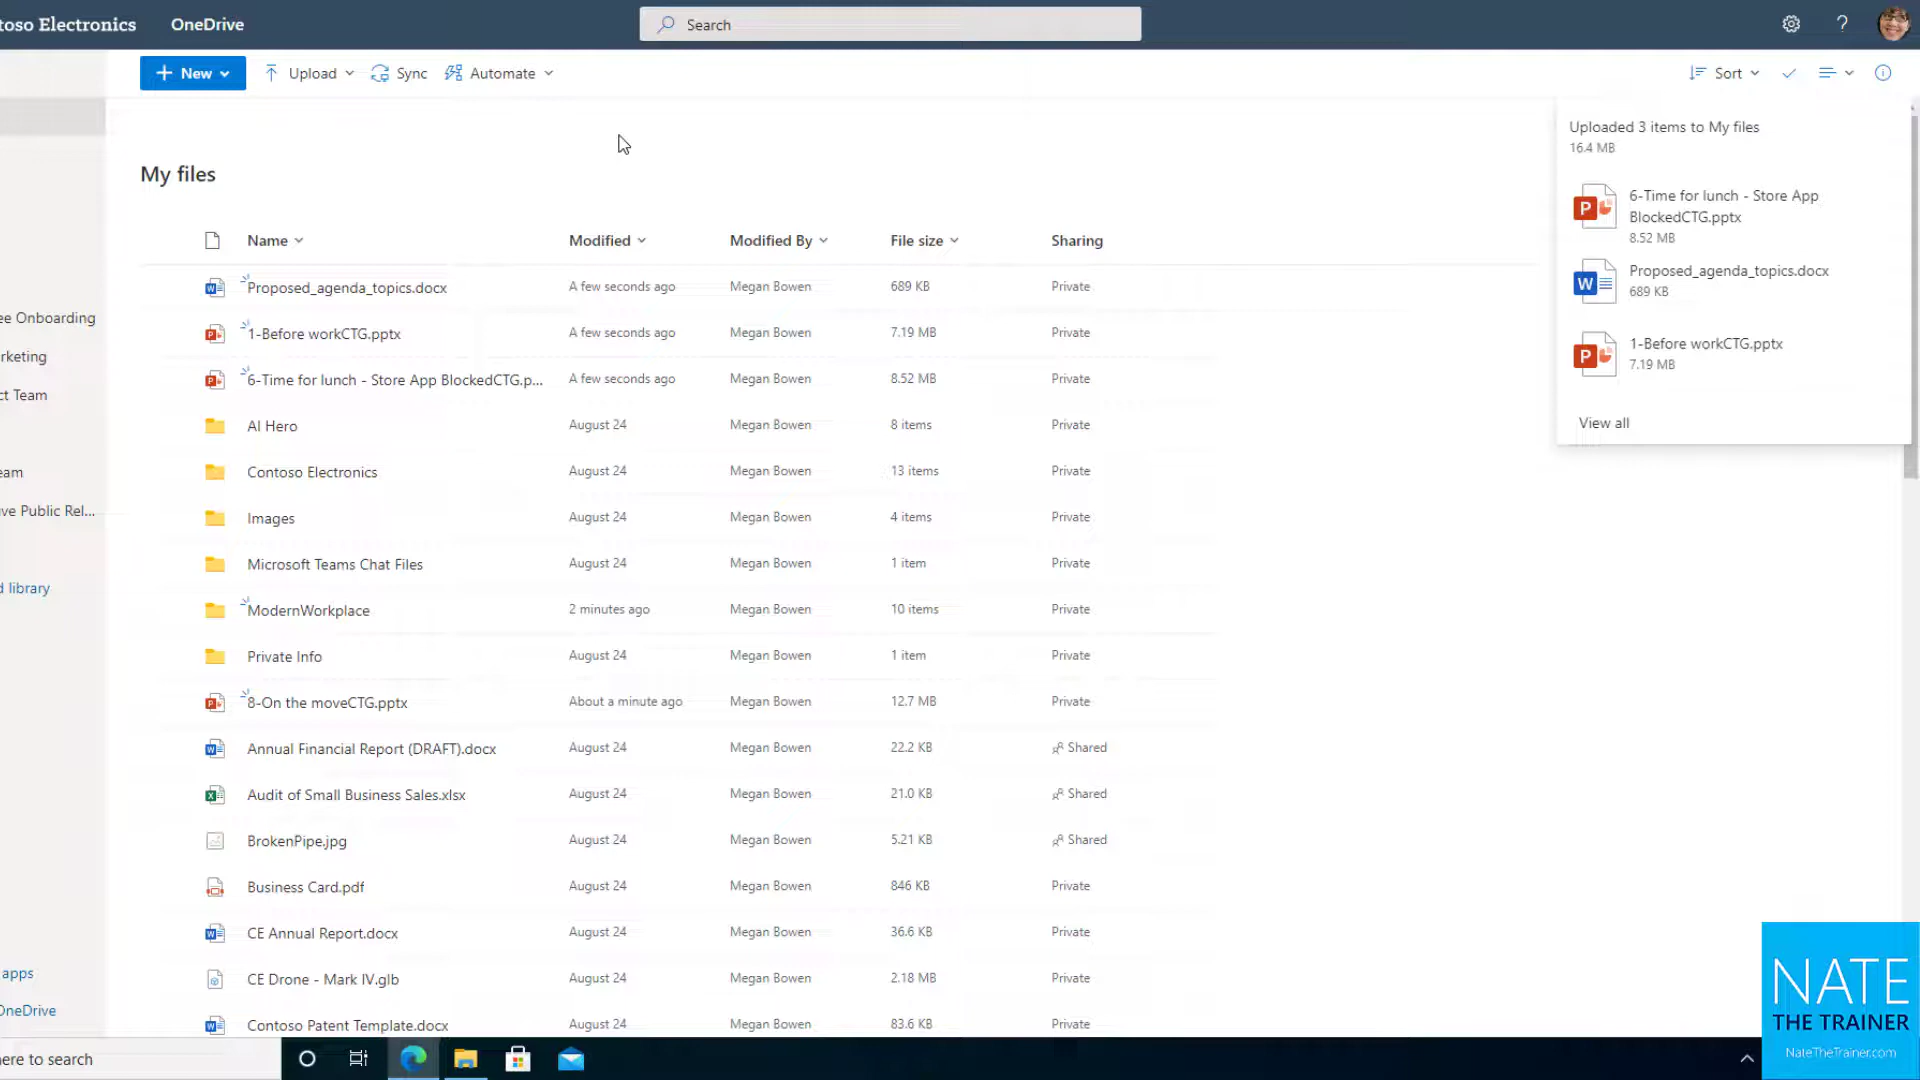 toso Electronics
OneDrive
Search
New
Upload
Sync
Automate
Sort
My files
Name
Modified
Modified By
File size
Sharing
Proposed_agenda_topics.docx
A few seconds ago
Megan Bowen
689 KB
Private
1-Before workCTG.pptx
A few seconds ago
Megan Bowen
7.19 MB
Private
6-Time for lunch - Store App BlockedCTG.p...
A few seconds ago
Megan Bowen
8.52 MB
Private
AI Hero
August 24
Megan Bowen
8 items
Private
Contoso Electronics
August 24
Megan Bowen
13 items
Private
Images
August 24
Megan Bowen
4 items
Private
Microsoft Teams Chat Files
August 24
Megan Bowen
1 item
Private
ModernWorkplace
2 minutes ago
Megan Bowen
10 items
Private
Private Info
August 24
Megan Bowen
1 item
Private
8-On the moveCTG.pptx
About a minute ago
Megan Bowen
12.7 MB
Private
Annual Financial Report (DRAFT).docx
August 24
Megan Bowen
22.2 KB
Shared
Audit of Small Business Sales.xlsx
August 24
Megan Bowen
21.0 KB
Shared
BrokenPipe.jpg
August 24
Megan Bowen
5.21 KB
Shared
Business Card.pdf
August 24
Megan Bowen
846 KB
Private
CE Annual Report.docx
August 24
Megan Bowen
36.6 KB
Private
CE Drone - Mark IV.glb
August 24
Megan Bowen
2.18 MB
Private
Contoso Patent Template.docx
August 24
Megan Bowen
83.6 KB
Private
ee Onboarding
rketing
ct Team
eam
ve Public Rel...
d library
apps
OneDrive
Uploaded 3 items to My files
16.4 MB
6-Time for lunch - Store App
BlockedCTG.pptx
8.52 MB
Proposed_agenda_topics.docx
689 KB
1-Before workCTG.pptx
7.19 MB
View all
here to search
NATE
THE TRAINER
NateTheTrainer.com